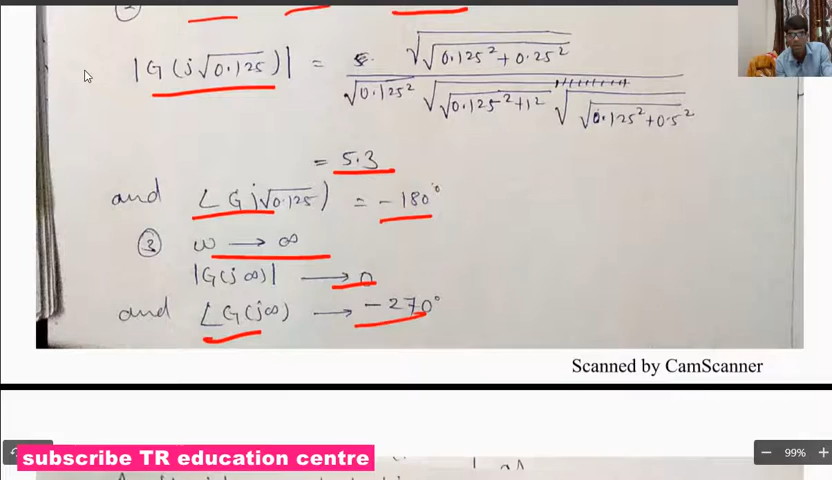 |G(j√0.125)| = √(√0.125² + 0.25²)
√0.125² √(√0.125² + 1²) √(√0.125² + 0.5²)
= 5.3
and ∠Gj√0.125) = -180°
③ ω → ∞
|G(j∞)| → 0
and ∠G(j∞) → -270°
Scanned by CamScanner
subscribe TR education centre
99%